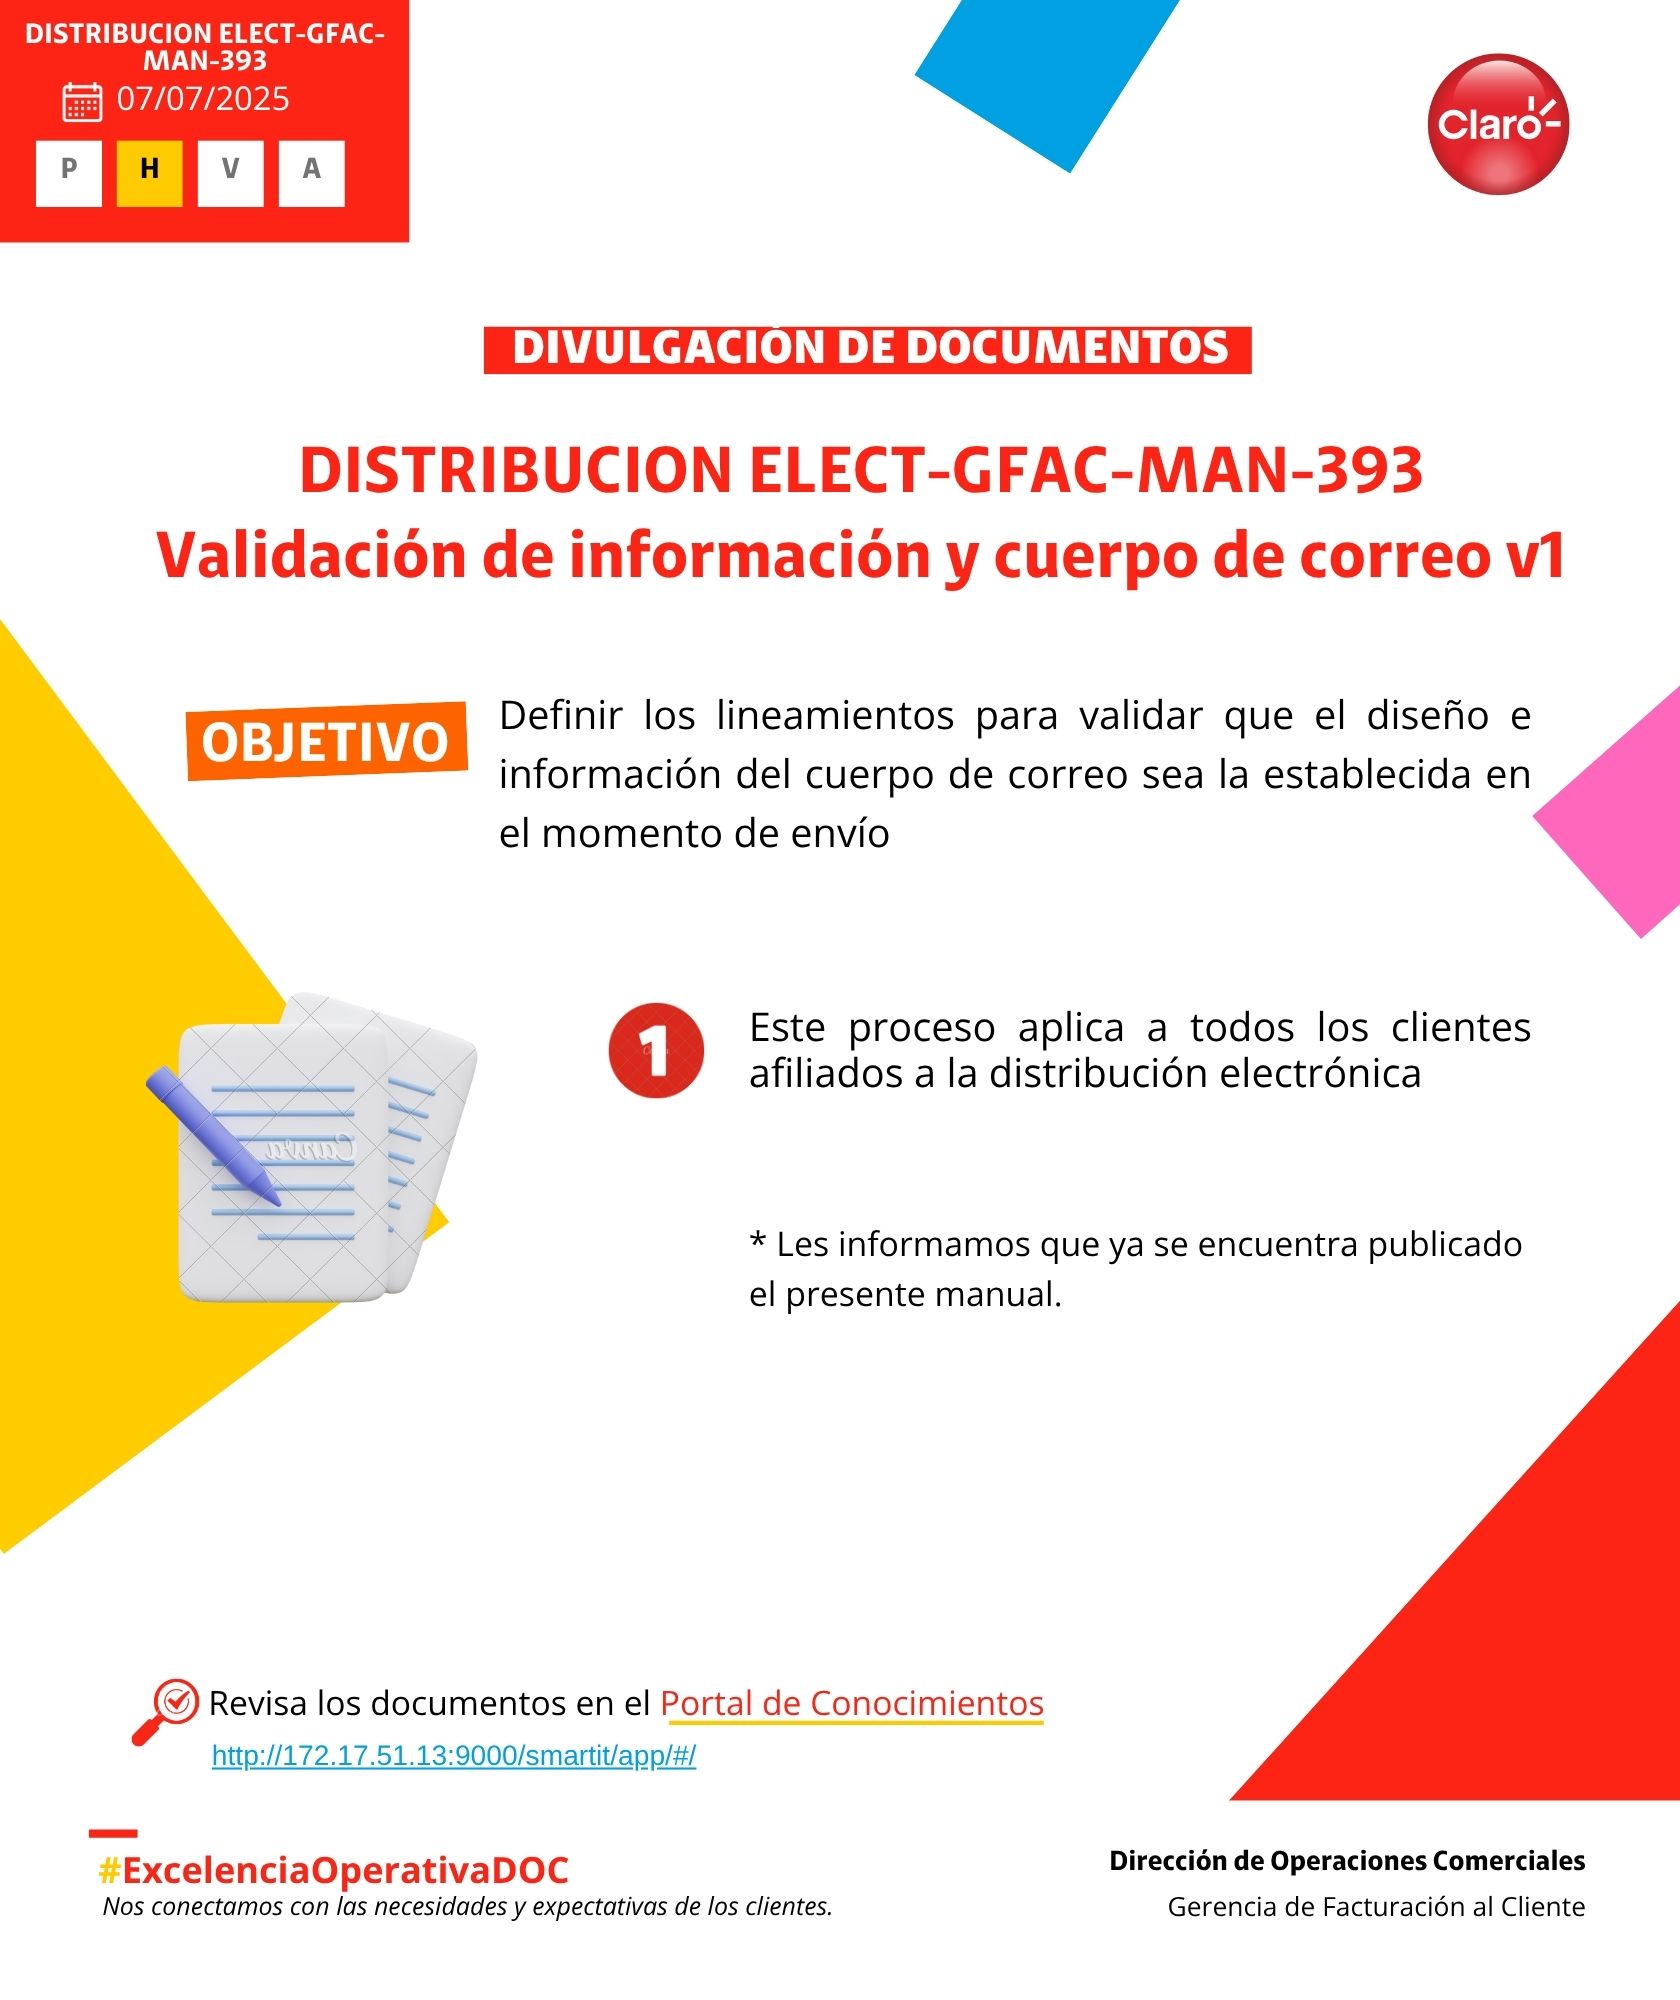 DISTRIBUCION ELECT-GFAC-
MAN-393
07/07/2025
P H V A
Claro
DIVULGACIÓN DE DOCUMENTOS
DISTRIBUCION ELECT-GFAC-MAN-393
Validación de información y cuerpo de correo v1
OBJETIVO
Definir los lineamientos para validar que el diseño e
información del cuerpo de correo sea la establecida en
el momento de envío
1
Este proceso aplica a todos los clientes
afiliados a la distribución electrónica
Canva
* Les informamos que ya se encuentra publicado
el presente manual.
Revisa los documentos en el Portal de Conocimientos
http://172.17.51.13:9000/smartit/app/#/
#ExcelenciaOperativaDOC
Nos conectamos con las necesidades y expectativas de los clientes.
Dirección de Operaciones Comerciales
Gerencia de Facturación al Cliente